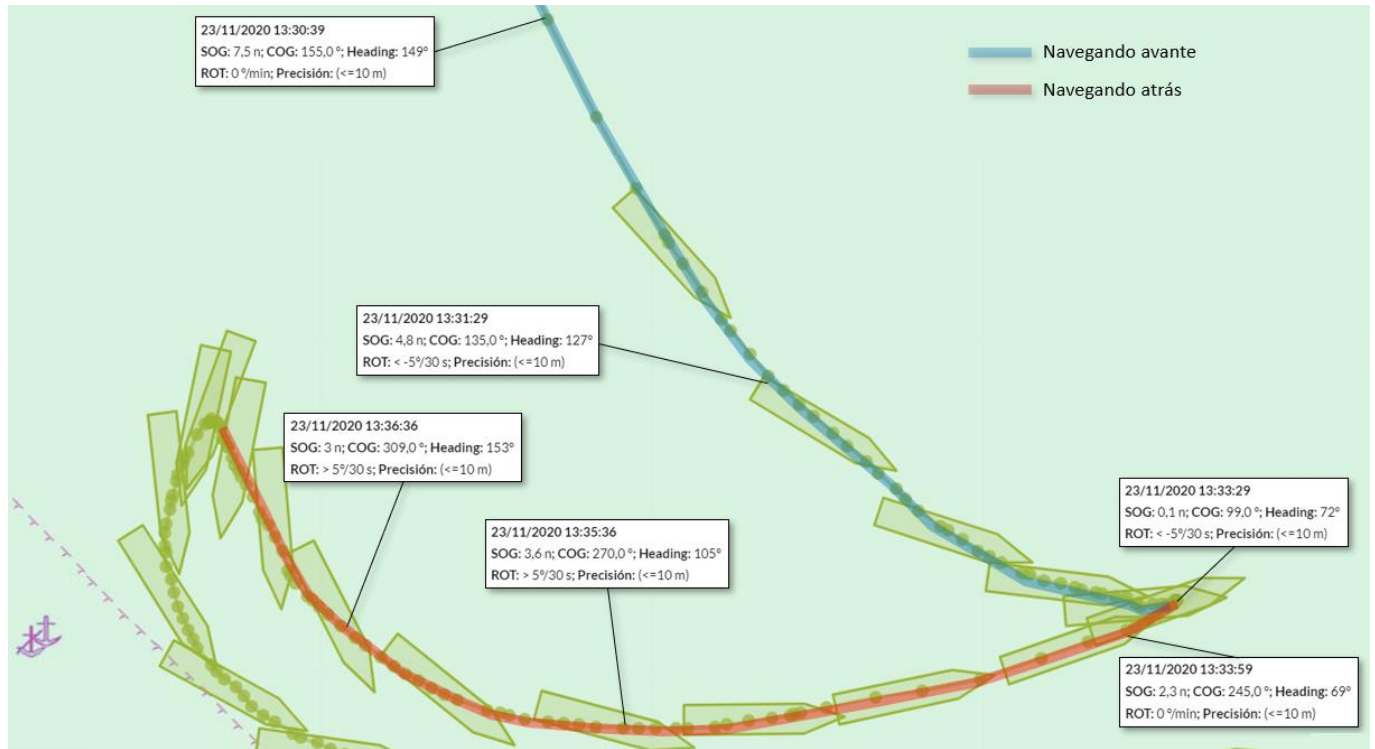 23/11/2020 13:30:39
SOG: 7,5 n; COG: 155,0 °; Heading: 149°
ROT: 0 °/min; Precisión: (<=10 m)
Navegando avante
Navegando atrás
23/11/2020 13:31:29
SOG: 4,8 n; COG: 135,0 °; Heading: 127°
ROT: < -5°/30 s; Precisión: (<=10 m)
23/11/2020 13:36:36
SOG: 3 n; COG: 309,0 °; Heading: 153°
ROT: > 5°/30 s; Precisión: (<=10 m)
23/11/2020 13:33:29
SOG: 0,1 n; COG: 99,0 °; Heading: 72°
ROT: < -5°/30 s; Precisión: (<=10 m)
23/11/2020 13:35:36
SOG: 3,6 n; COG: 270,0 °; Heading: 105°
ROT: > 5°/30 s; Precisión: (<=10 m)
23/11/2020 13:33:59
SOG: 2,3 n; COG: 245,0 °; Heading: 69°
ROT: 0 °/min; Precisión: (<=10 m)